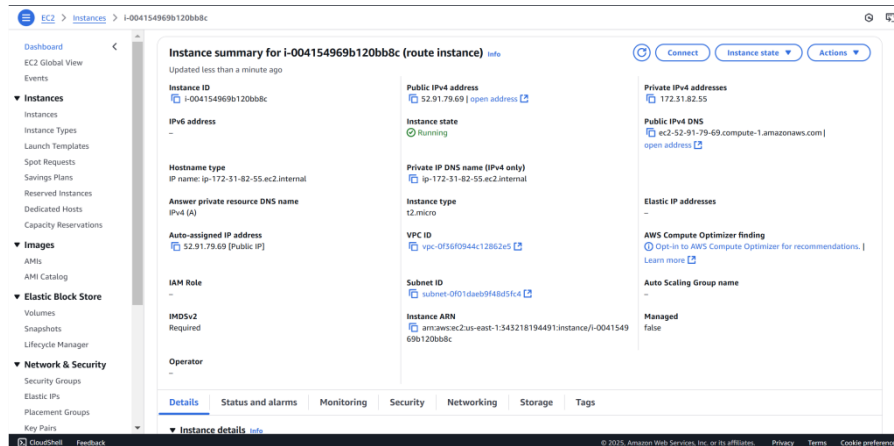 EC2 > Instances > i-004154969b120bb8c
Dashboard
EC2 Global View
Events
Instances
Instances
Instance Types
Launch Templates
Spot Requests
Savings Plans
Reserved Instances
Dedicated Hosts
Capacity Reservations
Images
AMIs
AMI Catalog
Elastic Block Store
Volumes
Snapshots
Lifecycle Manager
Network & Security
Security Groups
Elastic IPs
Placement Groups
Key Pairs
Instance summary for i-004154969b120bb8c (route instance) Info
Updated less than a minute ago
Connect
Instance state
Actions
Instance ID
i-004154969b120bb8c
Public IPv4 address
52.91.79.69 | open address
Private IPv4 addresses
172.31.82.55
IPv6 address
–
Instance state
Running
Public IPv4 DNS
ec2-52-91-79-69.compute-1.amazonaws.com |
open address
Hostname type
IP name: ip-172-31-82-55.ec2.internal
Private IP DNS name (IPv4 only)
ip-172-31-82-55.ec2.internal
Answer private resource DNS name
IPv4 (A)
Instance type
t2.micro
Elastic IP addresses
–
Auto-assigned IP address
52.91.79.69 [Public IP]
VPC ID
vpc-0f36f0944c12862e5
AWS Compute Optimizer finding
Opt-in to AWS Compute Optimizer for recommendations. |
Learn more
IAM Role
–
Subnet ID
subnet-0f01daeb9f48d5fc4
Auto Scaling Group name
–
IMDSv2
Required
Instance ARN
arn:aws:ec2:us-east-1:343218194491:instance/i-0041549
69b120bb8c
Managed
false
Operator
–
Details
Status and alarms
Monitoring
Security
Networking
Storage
Tags
Instance details Info
CloudShell
Feedback
© 2025, Amazon Web Services, Inc. or its affiliates.
Privacy
Terms
Cookie preferences